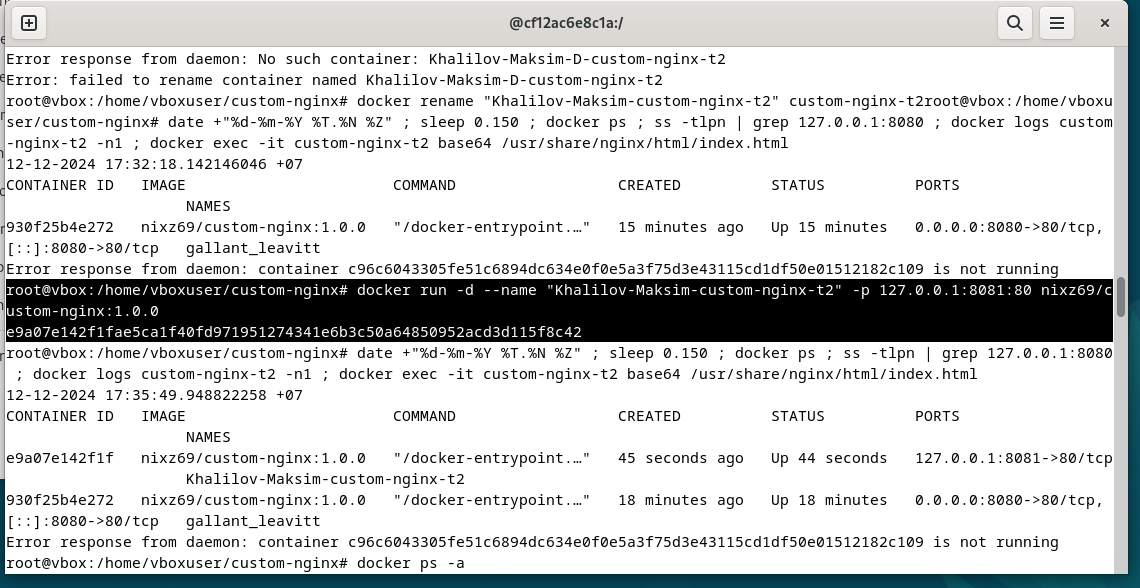 @cf12ac6e8c1a:/
Error response from daemon: No such container: Khalilov-Maksim-D-custom-nginx-t2
Error: failed to rename container named Khalilov-Maksim-D-custom-nginx-t2
root@vbox:/home/vboxuser/custom-nginx# docker rename "Khalilov-Maksim-custom-nginx-t2" custom-nginx-t2root@vbox:/home/vboxu
ser/custom-nginx# date +"%d-%m-%Y %T.%N %Z" ; sleep 0.150 ; docker ps ; ss -tlpn | grep 127.0.0.1:8080 ; docker logs custom
-nginx-t2 -n1 ; docker exec -it custom-nginx-t2 base64 /usr/share/nginx/html/index.html
12-12-2024 17:32:18.142146046 +07
CONTAINER ID   IMAGE                       COMMAND                  CREATED          STATUS          PORTS
                    NAMES
930f25b4e272   nixz69/custom-nginx:1.0.0   "/docker-entrypoint.…"   15 minutes ago   Up 15 minutes   0.0.0.0:8080->80/tcp,
[::]:8080->80/tcp   gallant_leavitt
Error response from daemon: container c96c6043305fe51c6894dc634e0f0e5a3f75d3e43115cd1df50e01512182c109 is not running
root@vbox:/home/vboxuser/custom-nginx# docker run -d --name "Khalilov-Maksim-custom-nginx-t2" -p 127.0.0.1:8081:80 nixz69/c
ustom-nginx:1.0.0
e9a07e142f1fae5ca1f40fd971951274341e6b3c50a64850952acd3d115f8c42
root@vbox:/home/vboxuser/custom-nginx# date +"%d-%m-%Y %T.%N %Z" ; sleep 0.150 ; docker ps ; ss -tlpn | grep 127.0.0.1:8080
 ; docker logs custom-nginx-t2 -n1 ; docker exec -it custom-nginx-t2 base64 /usr/share/nginx/html/index.html
12-12-2024 17:35:49.948822258 +07
CONTAINER ID   IMAGE                       COMMAND                  CREATED          STATUS          PORTS
                    NAMES
e9a07e142f1f   nixz69/custom-nginx:1.0.0   "/docker-entrypoint.…"   45 seconds ago   Up 44 seconds   127.0.0.1:8081->80/tcp
                    Khalilov-Maksim-custom-nginx-t2
930f25b4e272   nixz69/custom-nginx:1.0.0   "/docker-entrypoint.…"   18 minutes ago   Up 18 minutes   0.0.0.0:8080->80/tcp,
[::]:8080->80/tcp   gallant_leavitt
Error response from daemon: container c96c6043305fe51c6894dc634e0f0e5a3f75d3e43115cd1df50e01512182c109 is not running
root@vbox:/home/vboxuser/custom-nginx# docker ps -a